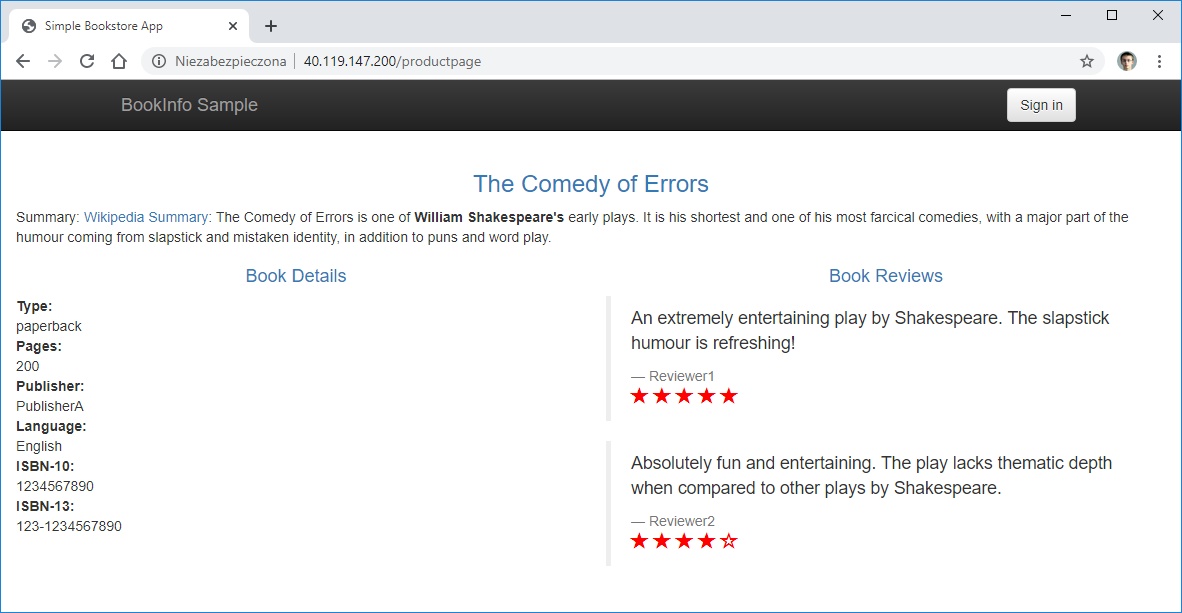 Simple Bookstore App
Niezabezpieczona | 40.119.147.200/productpage
BookInfo Sample
Sign in
The Comedy of Errors
Summary: Wikipedia Summary: The Comedy of Errors is one of William Shakespeare's early plays. It is his shortest and one of his most farcical comedies, with a major part of the
humour coming from slapstick and mistaken identity, in addition to puns and word play.
Book Details
Type:
paperback
Pages:
200
Publisher:
PublisherA
Language:
English
ISBN-10:
1234567890
ISBN-13:
123-1234567890
Book Reviews
An extremely entertaining play by Shakespeare. The slapstick
humour is refreshing!
— Reviewer1
★★★★★
Absolutely fun and entertaining. The play lacks thematic depth
when compared to other plays by Shakespeare.
— Reviewer2
★★★★☆